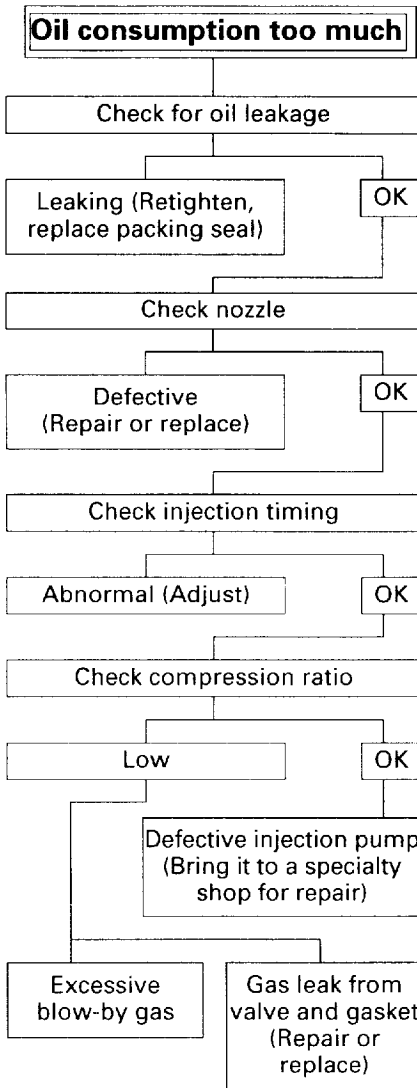 Oil consumption too much
Check for oil leakage
Leaking (Retighten,
replace packing seal)
OK
Check nozzle
Defective
(Repair or replace)
OK
Check injection timing
Abnormal (Adjust)
OK
Check compression ratio
Low
OK
Defective injection pump
(Bring it to a specialty
shop for repair)
Excessive
blow-by gas
Gas leak from
valve and gasket
(Repair or
replace)